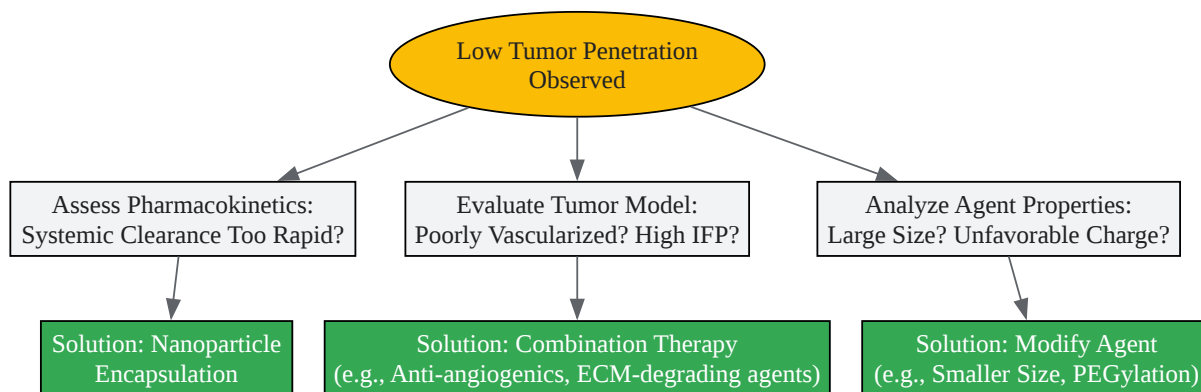 Low Tumor Penetration
Observed
Assess Pharmacokinetics:
Systemic Clearance Too Rapid?
Evaluate Tumor Model:
Poorly Vascularized? High IFP?
Analyze Agent Properties:
Large Size? Unfavorable Charge?
Solution: Nanoparticle
Encapsulation
Solution: Combination Therapy
(e.g., Anti-angiogenics, ECM-degrading agents)
Solution: Modify Agent
(e.g., Smaller Size, PEGylation)